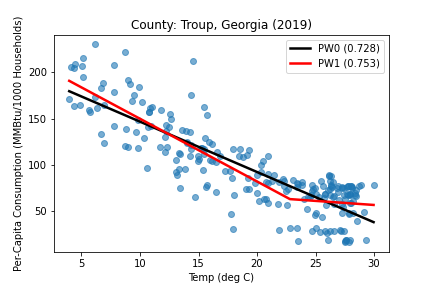 County: Troup, Georgia (2019)
PW0 (0.728)
PW1 (0.753)
Per-Capita Consumption (MMBtu/1000 Households)
200
150
100
50
5 10 15 20 25 30
Temp (deg C)